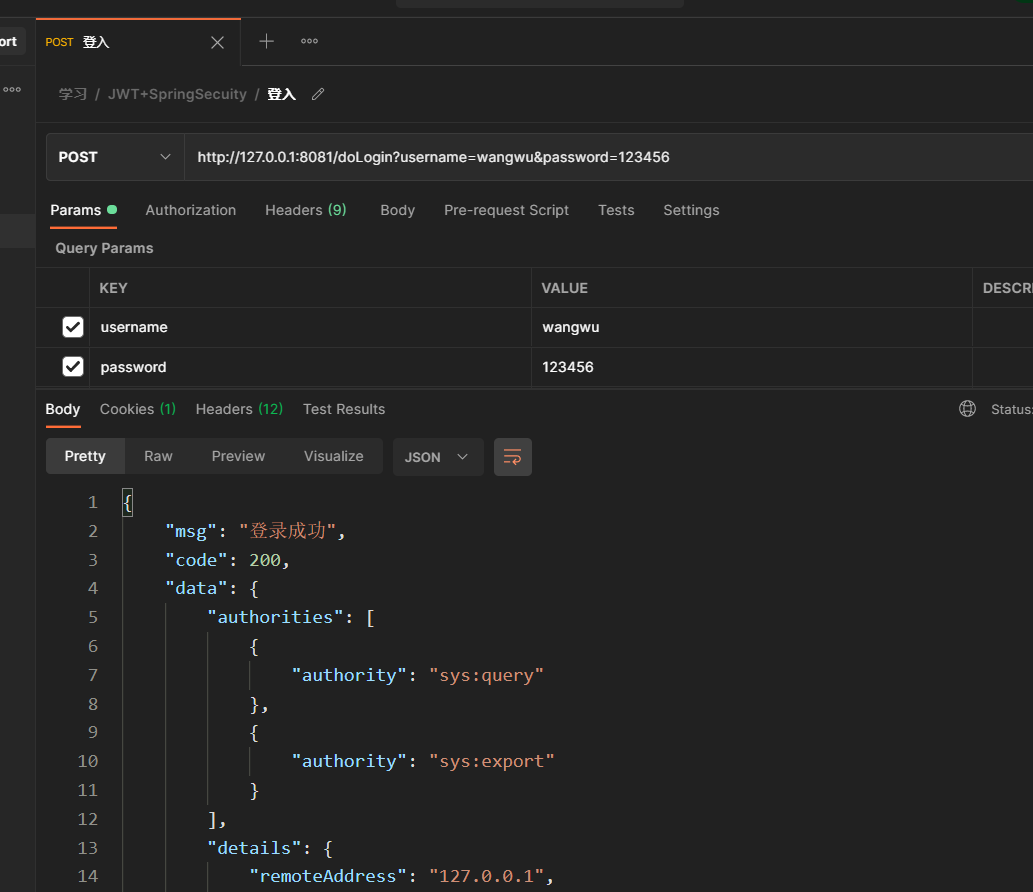 ort
POST 登入
学习 / JWT+SpringSecuity / 登入
POST http://127.0.0.1:8081/doLogin?username=wangwu&password=123456
Params Authorization Headers (9) Body Pre-request Script Tests Settings
Query Params
KEY VALUE DESCRI
username wangwu
password 123456
Body Cookies (1) Headers (12) Test Results Status:
Pretty Raw Preview Visualize JSON
1 {
2 "msg": "登录成功",
3 "code": 200,
4 "data": {
5 "authorities": [
6 {
7 "authority": "sys:query"
8 },
9 {
10 "authority": "sys:export"
11 }
12 ],
13 "details": {
14 "remoteAddress": "127.0.0.1",